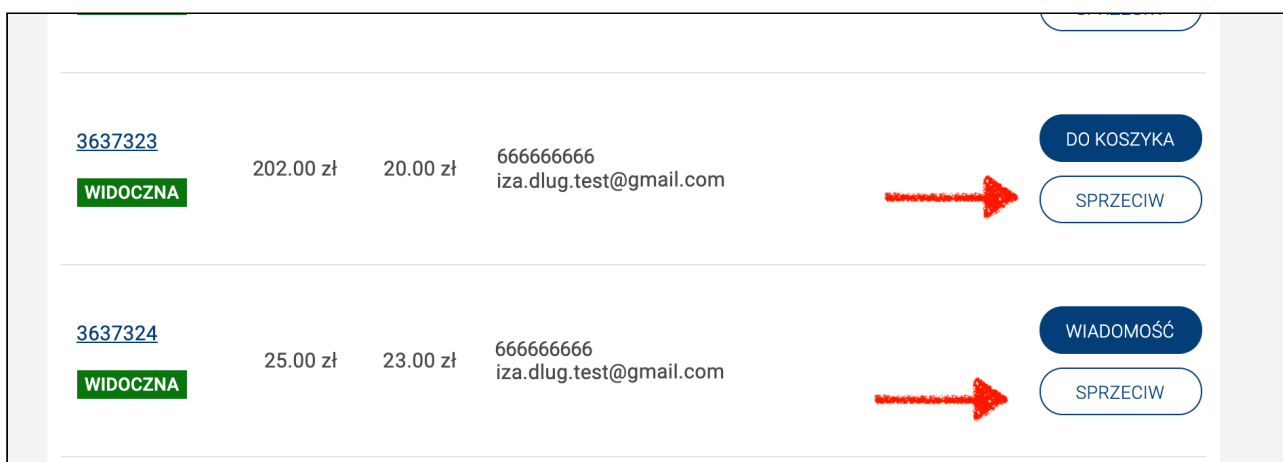 3637323
WIDOCZNA
202.00 zł
20.00 zł
666666666
iza.dlug.test@gmail.com
DO KOSZYKA
SPRZECIW
3637324
WIDOCZNA
25.00 zł
23.00 zł
666666666
iza.dlug.test@gmail.com
WIADOMOŚĆ
SPRZECIW